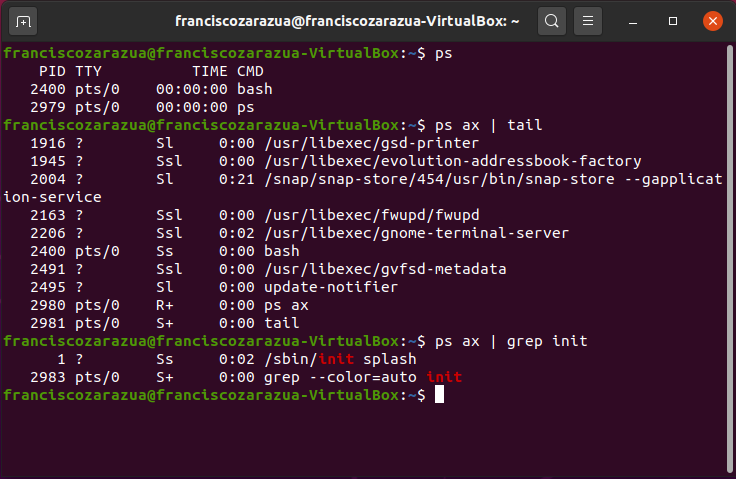 franciscozarazua@franciscozarazua-VirtualBox: ~
franciscozarazua@franciscozarazua-VirtualBox:~$ ps
    PID TTY          TIME CMD
   2400 pts/0    00:00:00 bash
   2979 pts/0    00:00:00 ps
franciscozarazua@franciscozarazua-VirtualBox:~$ ps ax | tail
   1916 ?        Sl     0:00 /usr/libexec/gsd-printer
   1945 ?        Ssl    0:00 /usr/libexec/evolution-addressbook-factory
   2004 ?        Sl     0:21 /snap/snap-store/454/usr/bin/snap-store --gapplicat
ion-service
   2163 ?        Ssl    0:00 /usr/libexec/fwupd/fwupd
   2206 ?        Ssl    0:02 /usr/libexec/gnome-terminal-server
   2400 pts/0    Ss     0:00 bash
   2491 ?        Ssl    0:00 /usr/libexec/gvfsd-metadata
   2495 ?        Sl     0:00 update-notifier
   2980 pts/0    R+     0:00 ps ax
   2981 pts/0    S+     0:00 tail
franciscozarazua@franciscozarazua-VirtualBox:~$ ps ax | grep init
      1 ?        Ss     0:02 /sbin/init splash
   2983 pts/0    S+     0:00 grep --color=auto init
franciscozarazua@franciscozarazua-VirtualBox:~$